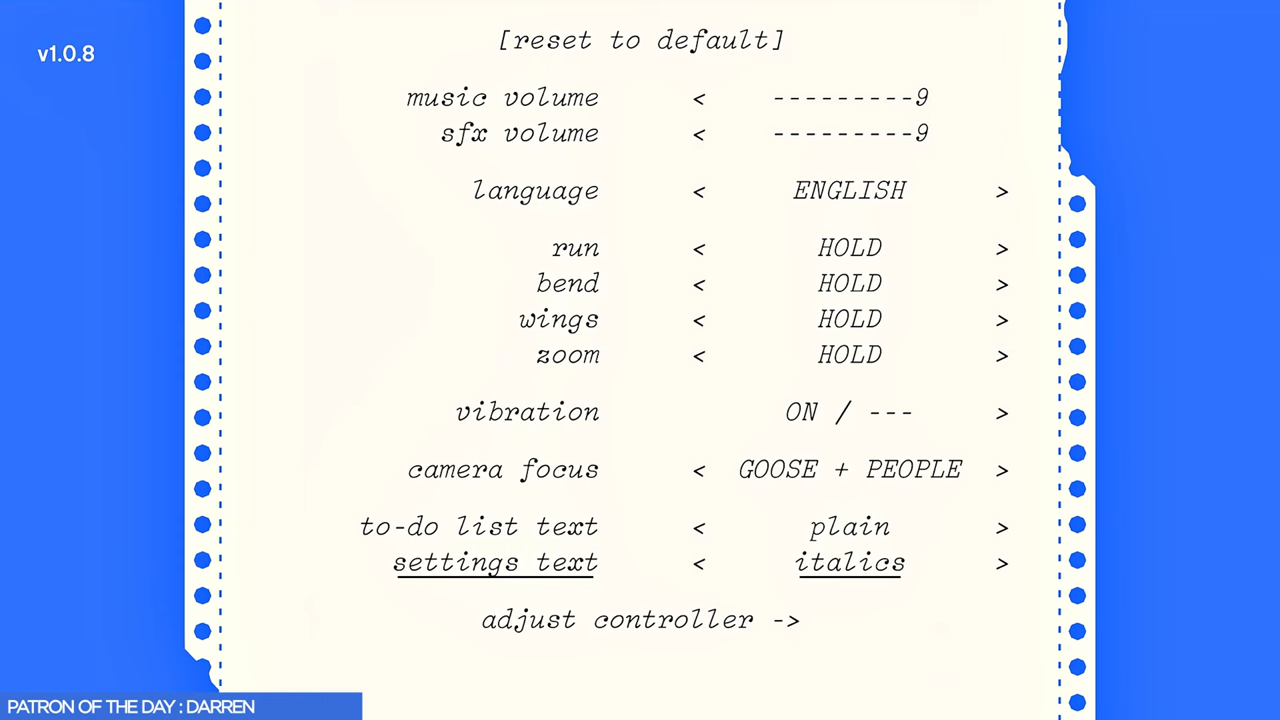 v1.0.8
[reset to default]
music volume < ---------9
sfx volume < ---------9
language < ENGLISH >
run < HOLD >
bend < HOLD >
wings < HOLD >
zoom < HOLD >
vibration ON / --- >
camera focus < GOOSE + PEOPLE >
to-do list text < plain >
settings text < italics >
adjust controller ->
PATRON OF THE DAY : DARREN